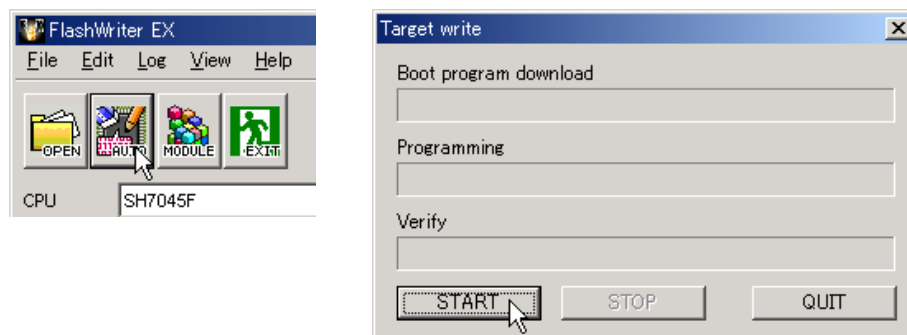 FlashWriter EX
File Edit Log View Help
OPEN AUTO MODULE EXIT
CPU SH7045F
Target write
Boot program download
Programming
Verify
START STOP QUIT